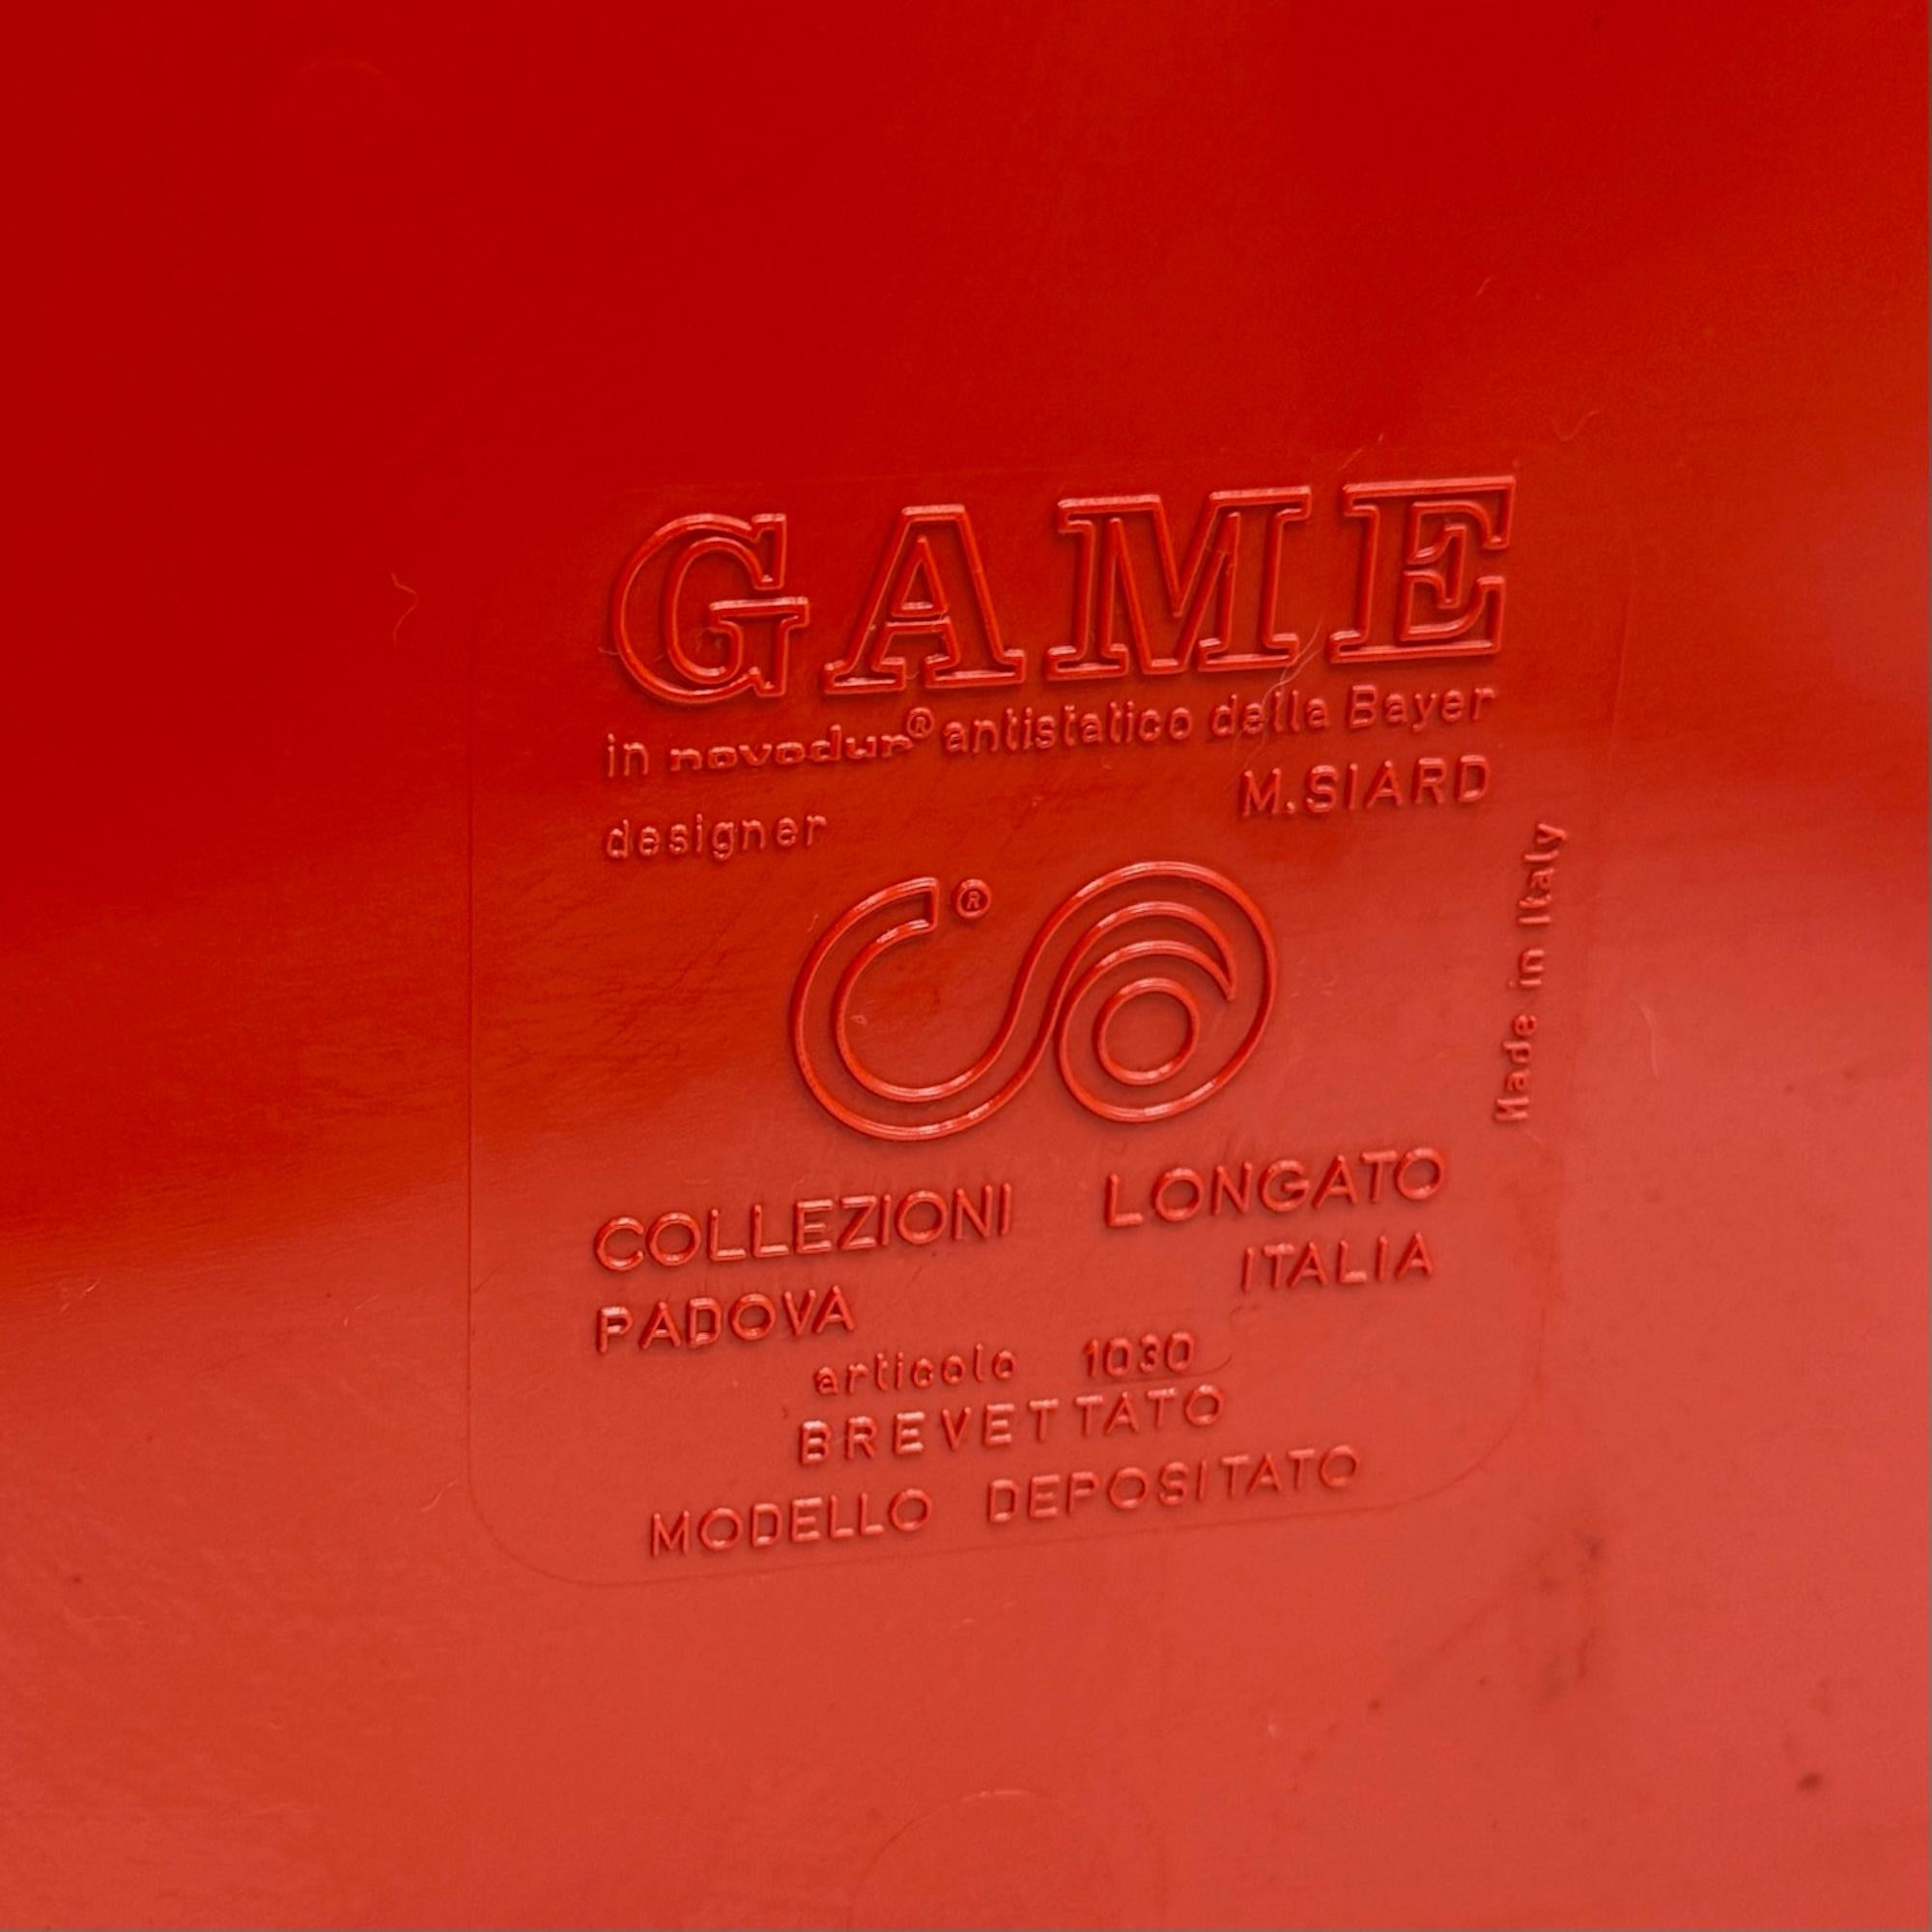 GAME
in novodur® antistatico della Bayer
designer M.SIARD
®
Made in Italy
COLLEZIONI LONGATO
PADOVA ITALIA
articolo 1030
BREVETTATO
MODELLO DEPOSITATO